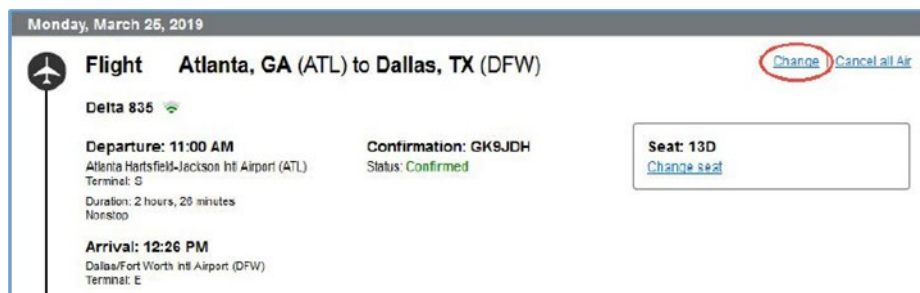 Monday, March 25, 2019
Flight Atlanta, GA (ATL) to Dallas, TX (DFW)
Change | Cancel all Air
Delta 835
Departure: 11:00 AM
Atlanta Hartsfield-Jackson Intl Airport (ATL)
Terminal: S
Duration: 2 hours, 26 minutes
Nonstop
Confirmation: GK9JDH
Status: Confirmed
Seat: 13D
Change seat
Arrival: 12:26 PM
Dallas/Fort Worth Intl Airport (DFW)
Terminal: E